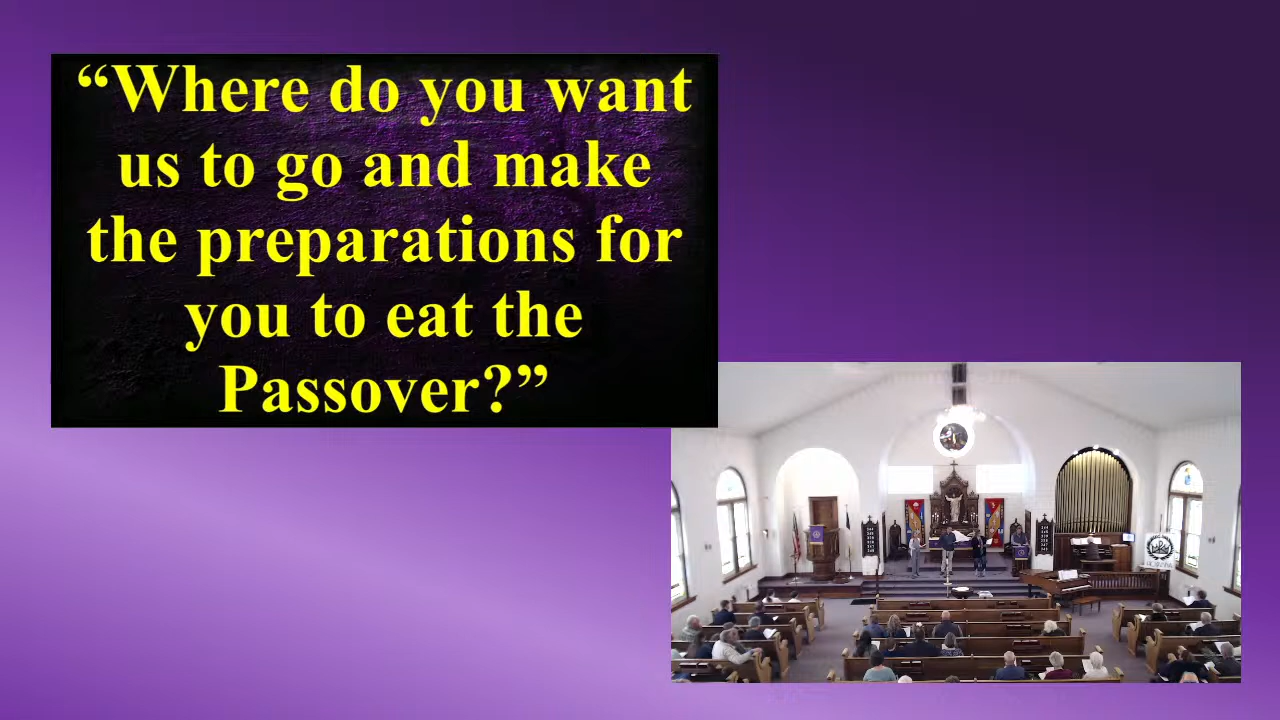 “Where do you want
us to go and make
the preparations for
you to eat the
Passover?”